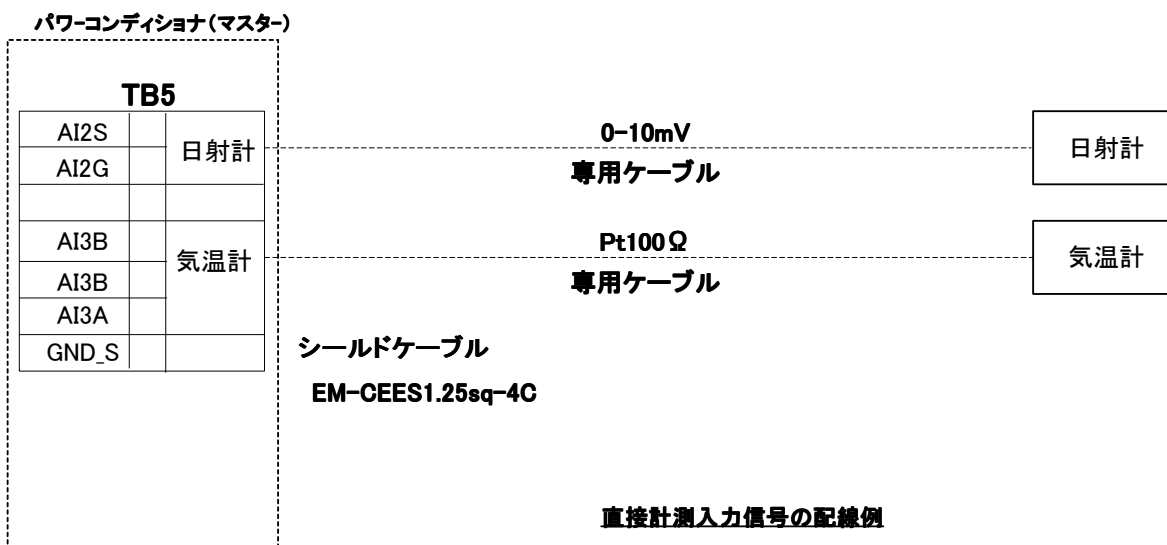 パワーコンディショナ(マスター)
TB5
AI2S
日射計
AI2G
0-10mV
専用ケーブル
日射計
AI3B
気温計
AI3B
AI3A
Pt100Ω
専用ケーブル
気温計
GND_S
シールドケーブル
EM-CEES1.25sq-4C
直接計測入力信号の配線例